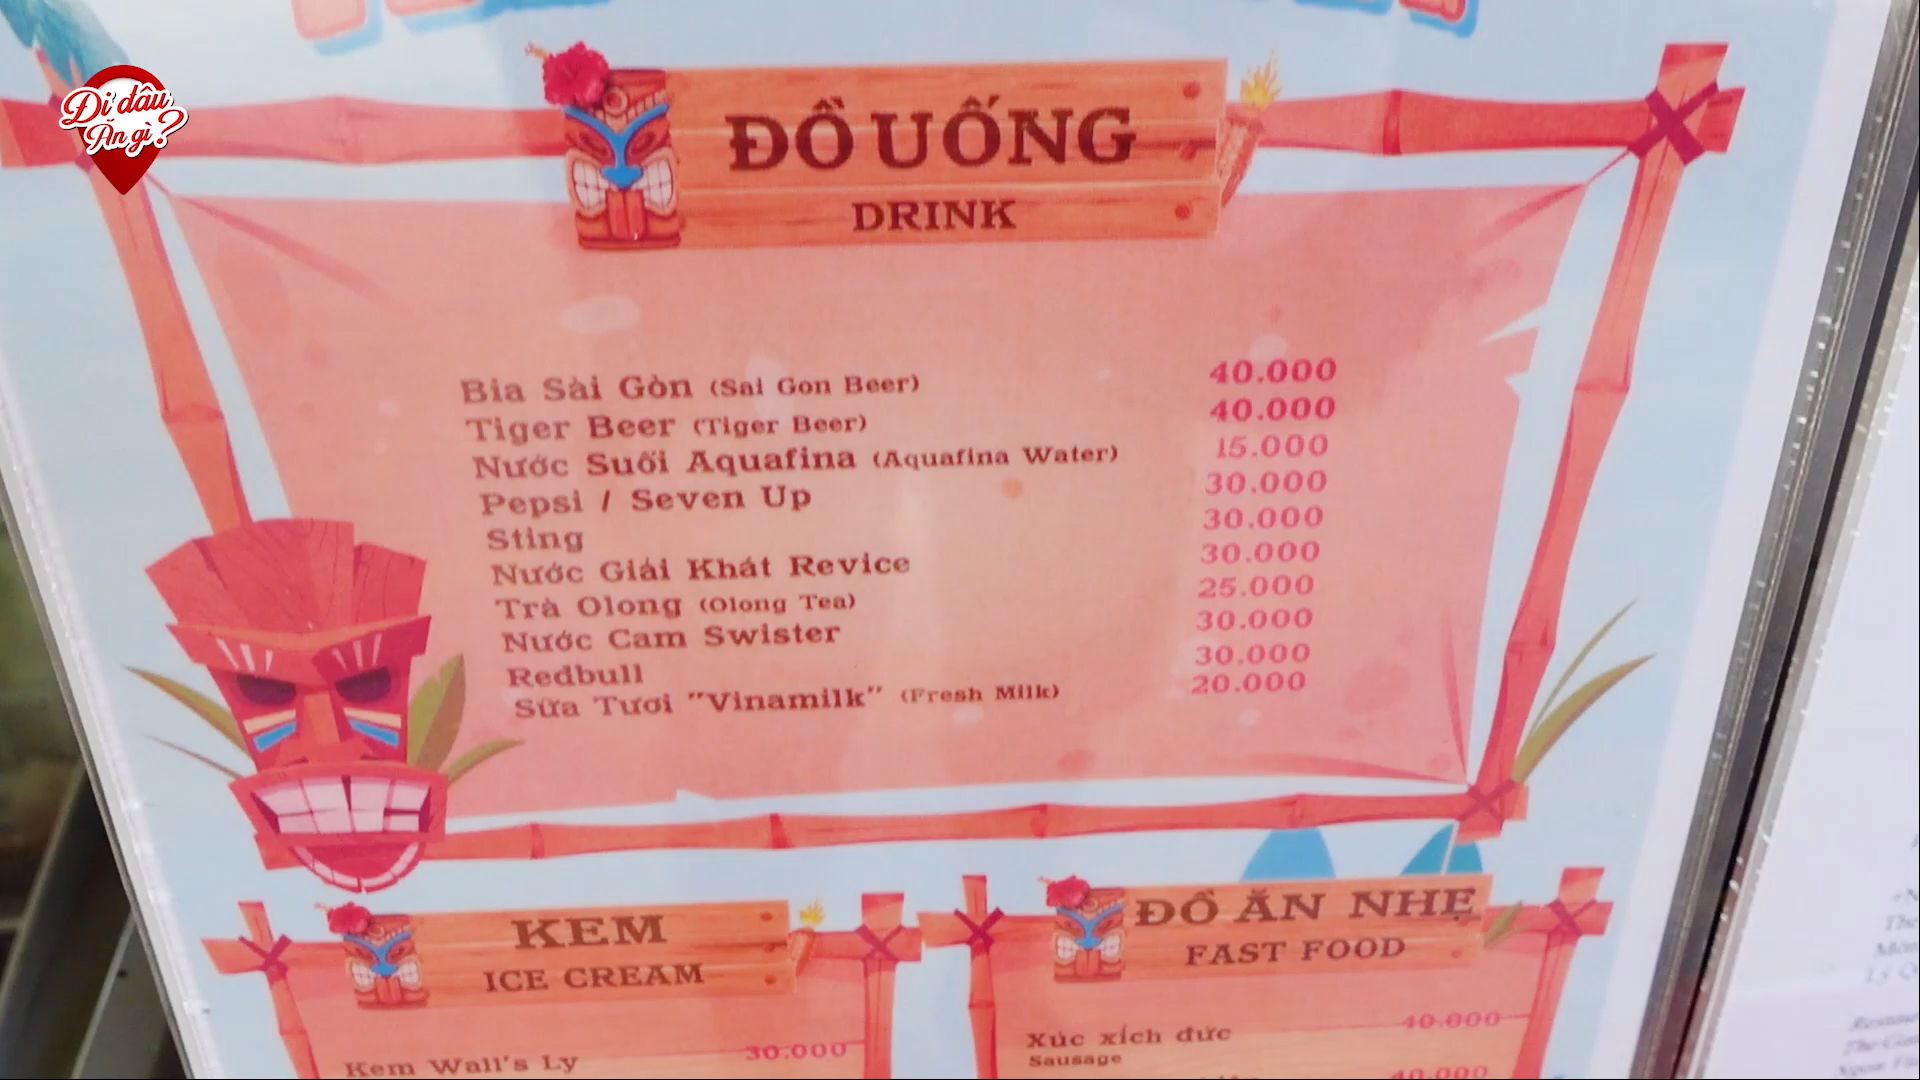 Đi đâu
Ăn gì?
ĐỒ UỐNG
DRINK
Bia Sài Gòn (Sai Gon Beer) 40.000
Tiger Beer (Tiger Beer) 40.000
Nước Suối Aquafina (Aquafina Water) 15.000
Pepsi / Seven Up 30.000
Sting 30.000
Nước Giải Khát Revice 30.000
Trà Olong (Olong Tea) 25.000
Nước Cam Swister 30.000
Redbull 30.000
Sữa Tươi "Vinamilk" (Fresh Milk) 20.000
KEM
ICE CREAM
Kem Wall's Ly 30.000
ĐỒ ĂN NHẸ
FAST FOOD
Xúc xích đức 40.000
Sausage
40.000